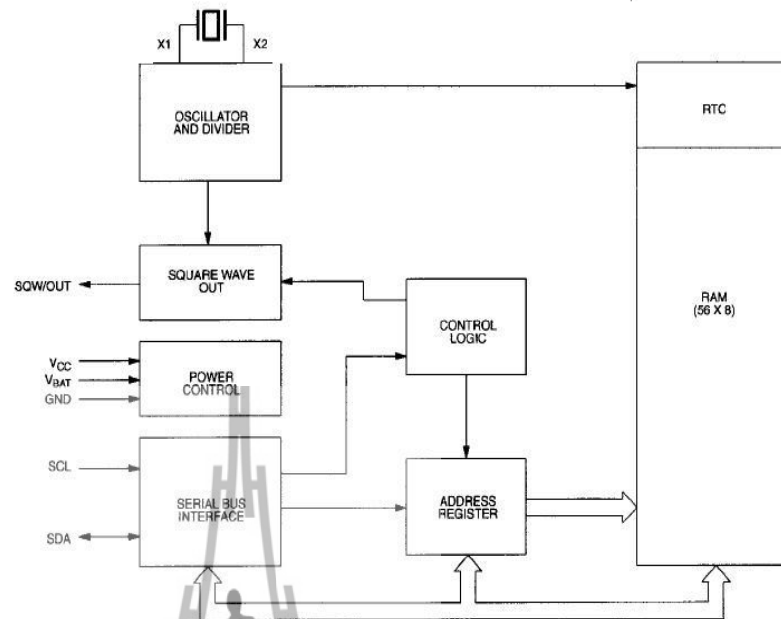 X1
X2
OSCILLATOR
AND DIVIDER
RTC
SQW/OUT
SQUARE WAVE
OUT
CONTROL
LOGIC
RAM
(56 X 8)
VCC
VBAT
GND
POWER
CONTROL
SCL
SDA
SERIAL BUS
INTERFACE
ADDRESS
REGISTER